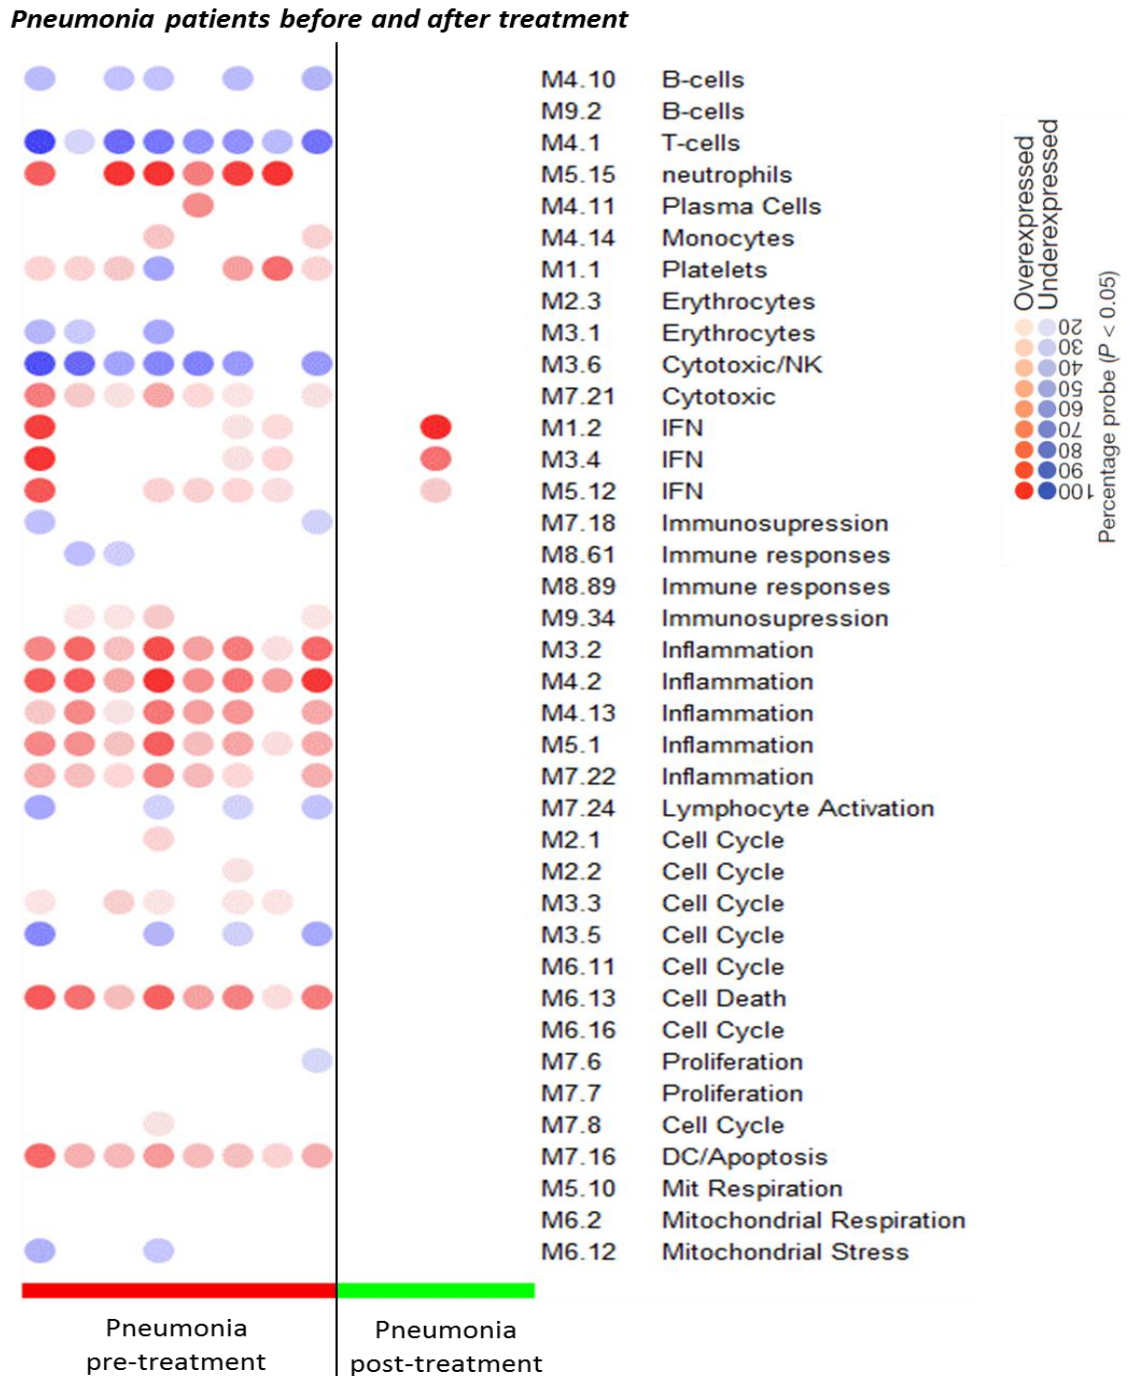 Pneumonia patients before and after treatment
M4.10 B-cells
M9.2 B-cells
M4.1 T-cells
M5.15 neutrophils
M4.11 Plasma Cells
M4.14 Monocytes
M1.1 Platelets
M2.3 Erythrocytes
M3.1 Erythrocytes
M3.6 Cytotoxic/NK
M7.21 Cytotoxic
M1.2 IFN
M3.4 IFN
M5.12 IFN
M7.18 Immunosupression
M8.61 Immune responses
M8.89 Immune responses
M9.34 Immunosupression
M3.2 Inflammation
M4.2 Inflammation
M4.13 Inflammation
M5.1 Inflammation
M7.22 Inflammation
M7.24 Lymphocyte Activation
M2.1 Cell Cycle
M2.2 Cell Cycle
M3.3 Cell Cycle
M3.5 Cell Cycle
M6.11 Cell Cycle
M6.13 Cell Death
M6.16 Cell Cycle
M7.6 Proliferation
M7.7 Proliferation
M7.8 Cell Cycle
M7.16 DC/Apoptosis
M5.10 Mit Respiration
M6.2 Mitochondrial Respiration
M6.12 Mitochondrial Stress
Pneumonia
pre-treatment
Pneumonia
post-treatment
Overexpressed
Underexpressed
20
30
40
50
60
70
80
90
100
Percentage probe (P < 0.05)